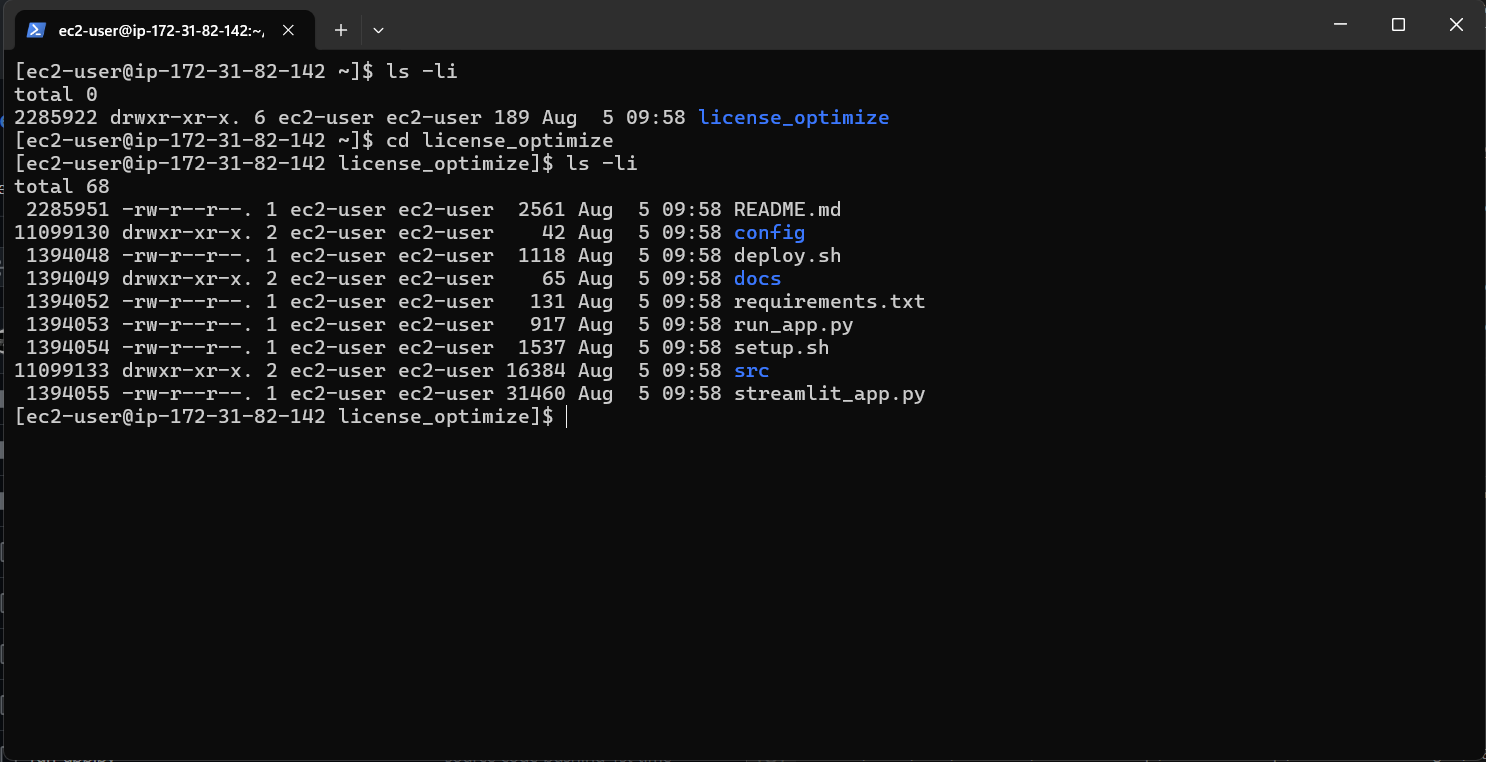 ec2-user@ip-172-31-82-142:~/
[ec2-user@ip-172-31-82-142 ~]$ ls -li
total 0
2285922 drwxr-xr-x. 6 ec2-user ec2-user 189 Aug  5 09:58 license_optimize
[ec2-user@ip-172-31-82-142 ~]$ cd license_optimize
[ec2-user@ip-172-31-82-142 license_optimize]$ ls -li
total 68
 2285951 -rw-r--r--. 1 ec2-user ec2-user  2561 Aug  5 09:58 README.md
11099130 drwxr-xr-x. 2 ec2-user ec2-user    42 Aug  5 09:58 config
 1394048 -rw-r--r--. 1 ec2-user ec2-user  1118 Aug  5 09:58 deploy.sh
 1394049 drwxr-xr-x. 2 ec2-user ec2-user    65 Aug  5 09:58 docs
 1394052 -rw-r--r--. 1 ec2-user ec2-user   131 Aug  5 09:58 requirements.txt
 1394053 -rw-r--r--. 1 ec2-user ec2-user   917 Aug  5 09:58 run_app.py
 1394054 -rw-r--r--. 1 ec2-user ec2-user  1537 Aug  5 09:58 setup.sh
11099133 drwxr-xr-x. 2 ec2-user ec2-user 16384 Aug  5 09:58 src
 1394055 -rw-r--r--. 1 ec2-user ec2-user 31460 Aug  5 09:58 streamlit_app.py
[ec2-user@ip-172-31-82-142 license_optimize]$